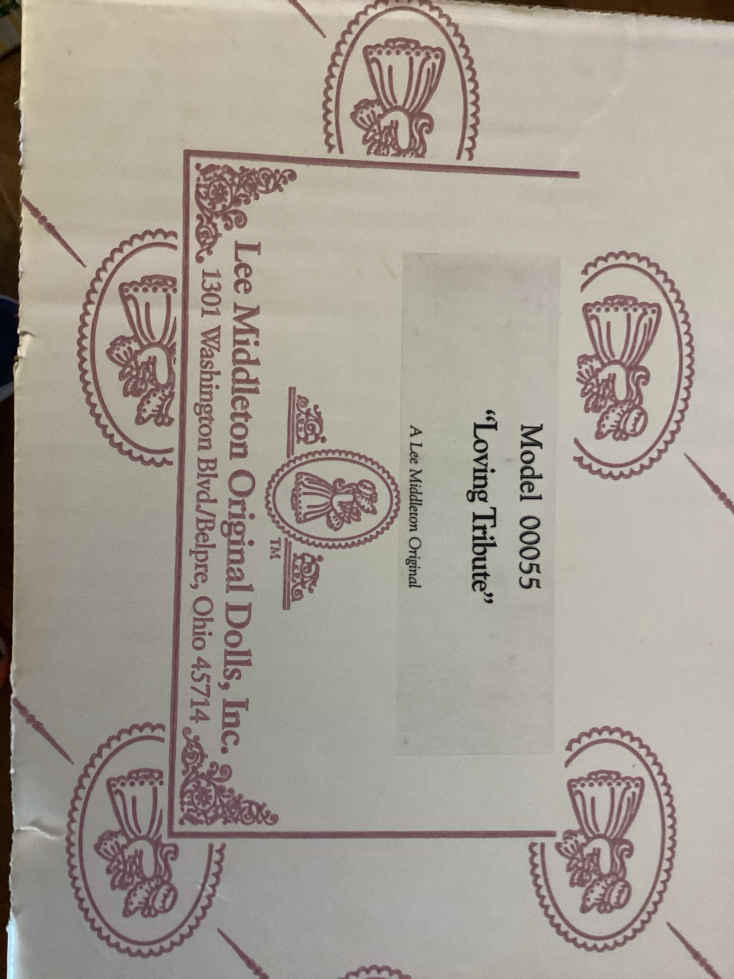 Model 00055
“Loving Tribute”
A Lee Middleton Original
TM
Lee Middleton Original Dolls, Inc.
1301 Washington Blvd./Belpre, Ohio 45714